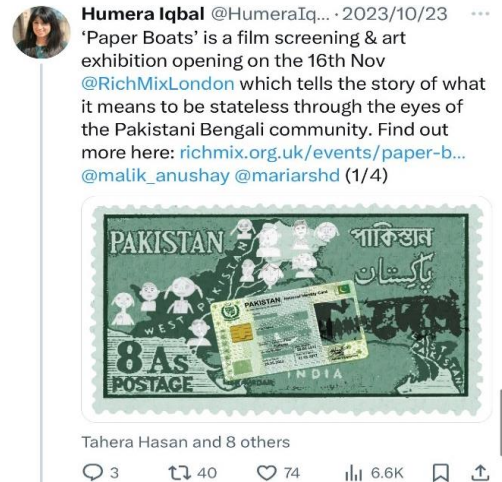 Humera Iqbal @HumeraIq... · 2023/10/23
‘Paper Boats’ is a film screening & art
exhibition opening on the 16th Nov
@RichMixLondon which tells the story of what
it means to be stateless through the eyes of
the Pakistani Bengali community. Find out
more here: richmix.org.uk/events/paper-b...
@malik_anushay @mariarshd (1/4)
PAKISTAN
পাকিস্তান
پاکستان
WEST PAKISTAN
PAKISTAN National Identity Card
8 As
POSTAGE
INDIA
Tahera Hasan and 8 others
3 40 74 6.6K